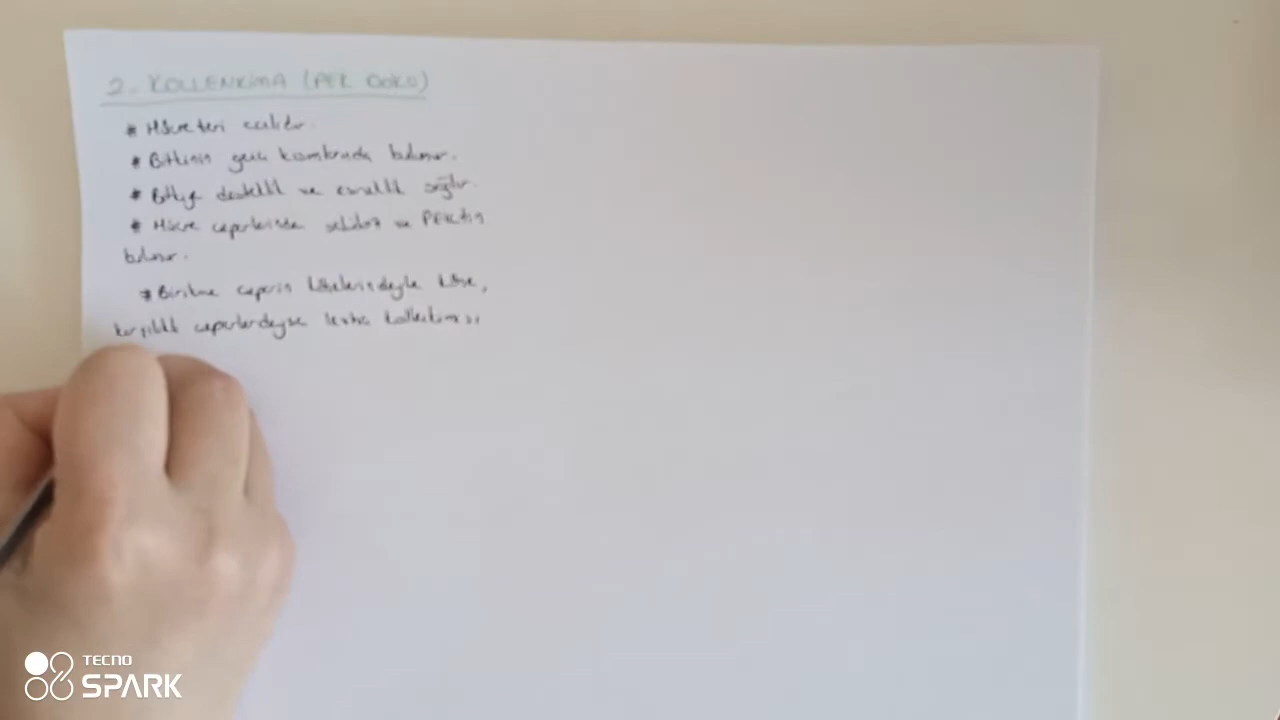 2. KOLLENKİMA (PEK DOKU)
* Hücreleri canlıdır.
* Bitkinin genç kısımlarında bulunur.
* Bitkiye desteklik ve esneklik sağlar.
* Hücre çeperlerinde selüloz ve PEKTİN
bulunur.
* Birikme çeperin köşelerindeyle köşe,
karşılıklı çeperlerdeyse levha kollenkiması
TECNO
SPARK